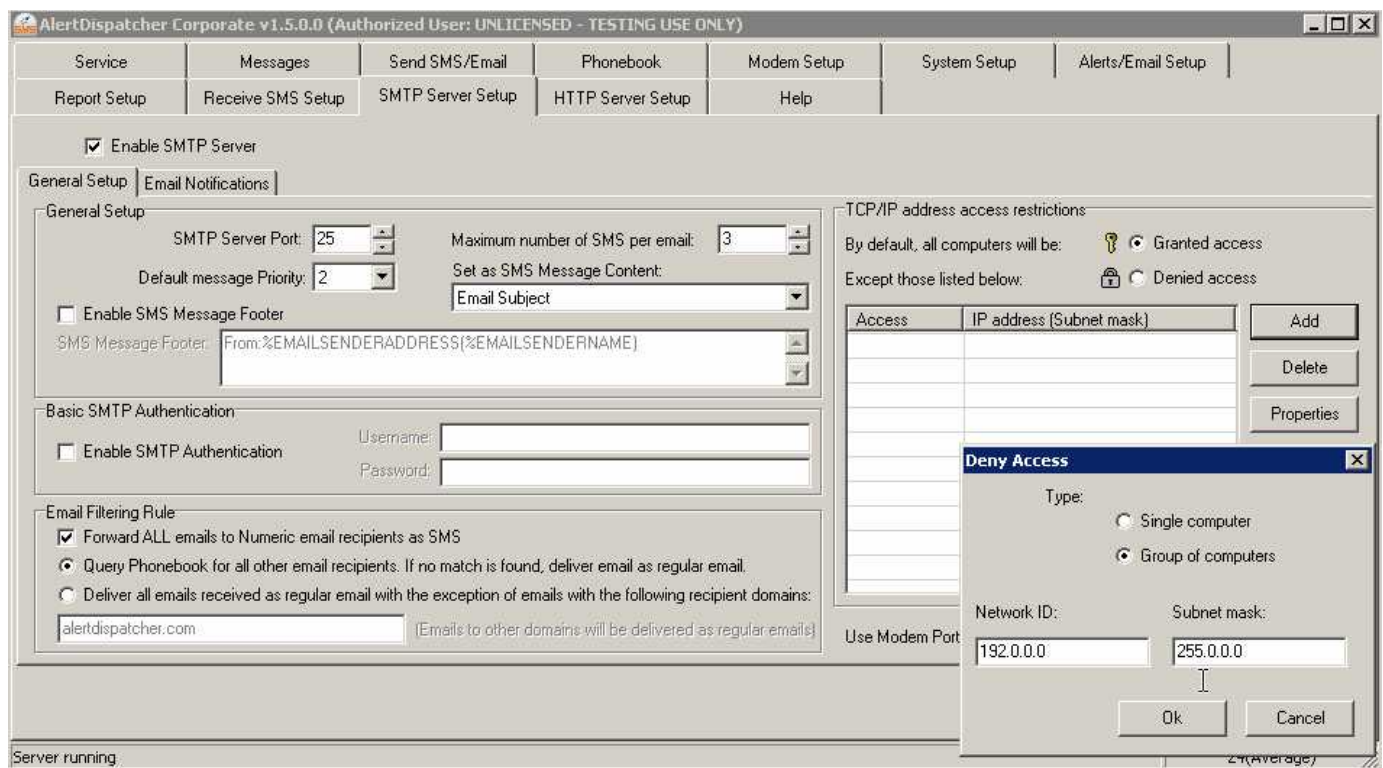 AlertDispatcher Corporate v1.5.0.0 (Authorized User: UNLICENSED - TESTING USE ONLY)
Service Messages Send SMS/Email Phonebook Modem Setup System Setup Alerts/Email Setup
Report Setup Receive SMS Setup SMTP Server Setup HTTP Server Setup Help
Enable SMTP Server
General Setup Email Notifications
General Setup
SMTP Server Port: 25
Maximum number of SMS per email: 3
Default message Priority: 2
Set as SMS Message Content:
Email Subject
Enable SMS Message Footer
SMS Message Footer: From:%EMAILSENDERADDRESS(%EMAILSENDERNAME)
Basic SMTP Authentication
Enable SMTP Authentication
Username:
Password:
Email Filtering Rule
Forward ALL emails to Numeric email recipients as SMS
Query Phonebook for all other email recipients. If no match is found, deliver email as regular email.
Deliver all emails received as regular email with the exception of emails with the following recipient domains:
alertdispatcher.com (Emails to other domains will be delivered as regular emails)
TCP/IP address access restrictions
By default, all computers will be: Granted access
Except those listed below: Denied access
Access IP address (Subnet mask)
Add
Delete
Properties
Use Modem Port
Deny Access
Type:
Single computer
Group of computers
Network ID: Subnet mask:
192.0.0.0 255.0.0.0
Ok Cancel
Server running